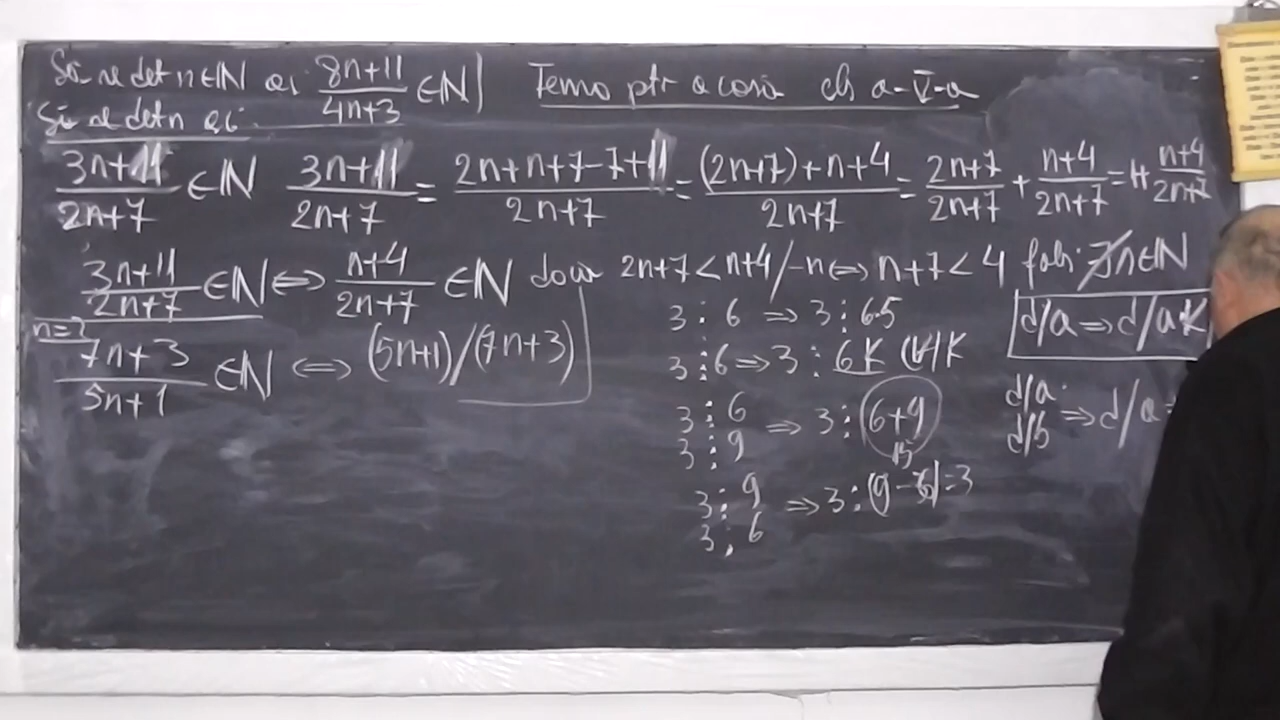 Să se det n∈ℕ aî. (8n+11)/(4n+3) ∈ℕ | Tema ptr acasă cls a-V-a
Să se det n aî.
(3n+11)/(2n+7) ∈ℕ (3n+11)/(2n+7) = (2n+n+7-7+11)/(2n+7) = ((2n+7)+n+4)/(2n+7) = (2n+7)/(2n+7) + (n+4)/(2n+7) = 1+ (n+4)/(2n+7)
(3n+11)/(2n+7) ∈ℕ ⇔ (n+4)/(2n+7) ∈ℕ doar 2n+7<n+4/-n ⇔ n+7<4 fals: ∄n∈ℕ
n=?
(7n+3)/(5n+1) ∈ℕ ⇔ (5n+1)/(7n+3)
3⋮6 ⇒ 3⋮6·5
3⋮6 ⇒ 3⋮6K (∀)K
3⋮6
3⋮9 ⇒ 3⋮(6+9)
15
3⋮9
3⋮6 ⇒ 3⋮(9-6)=3
d/a ⇒ d/a·K
d/a
d/b ⇒ d/a